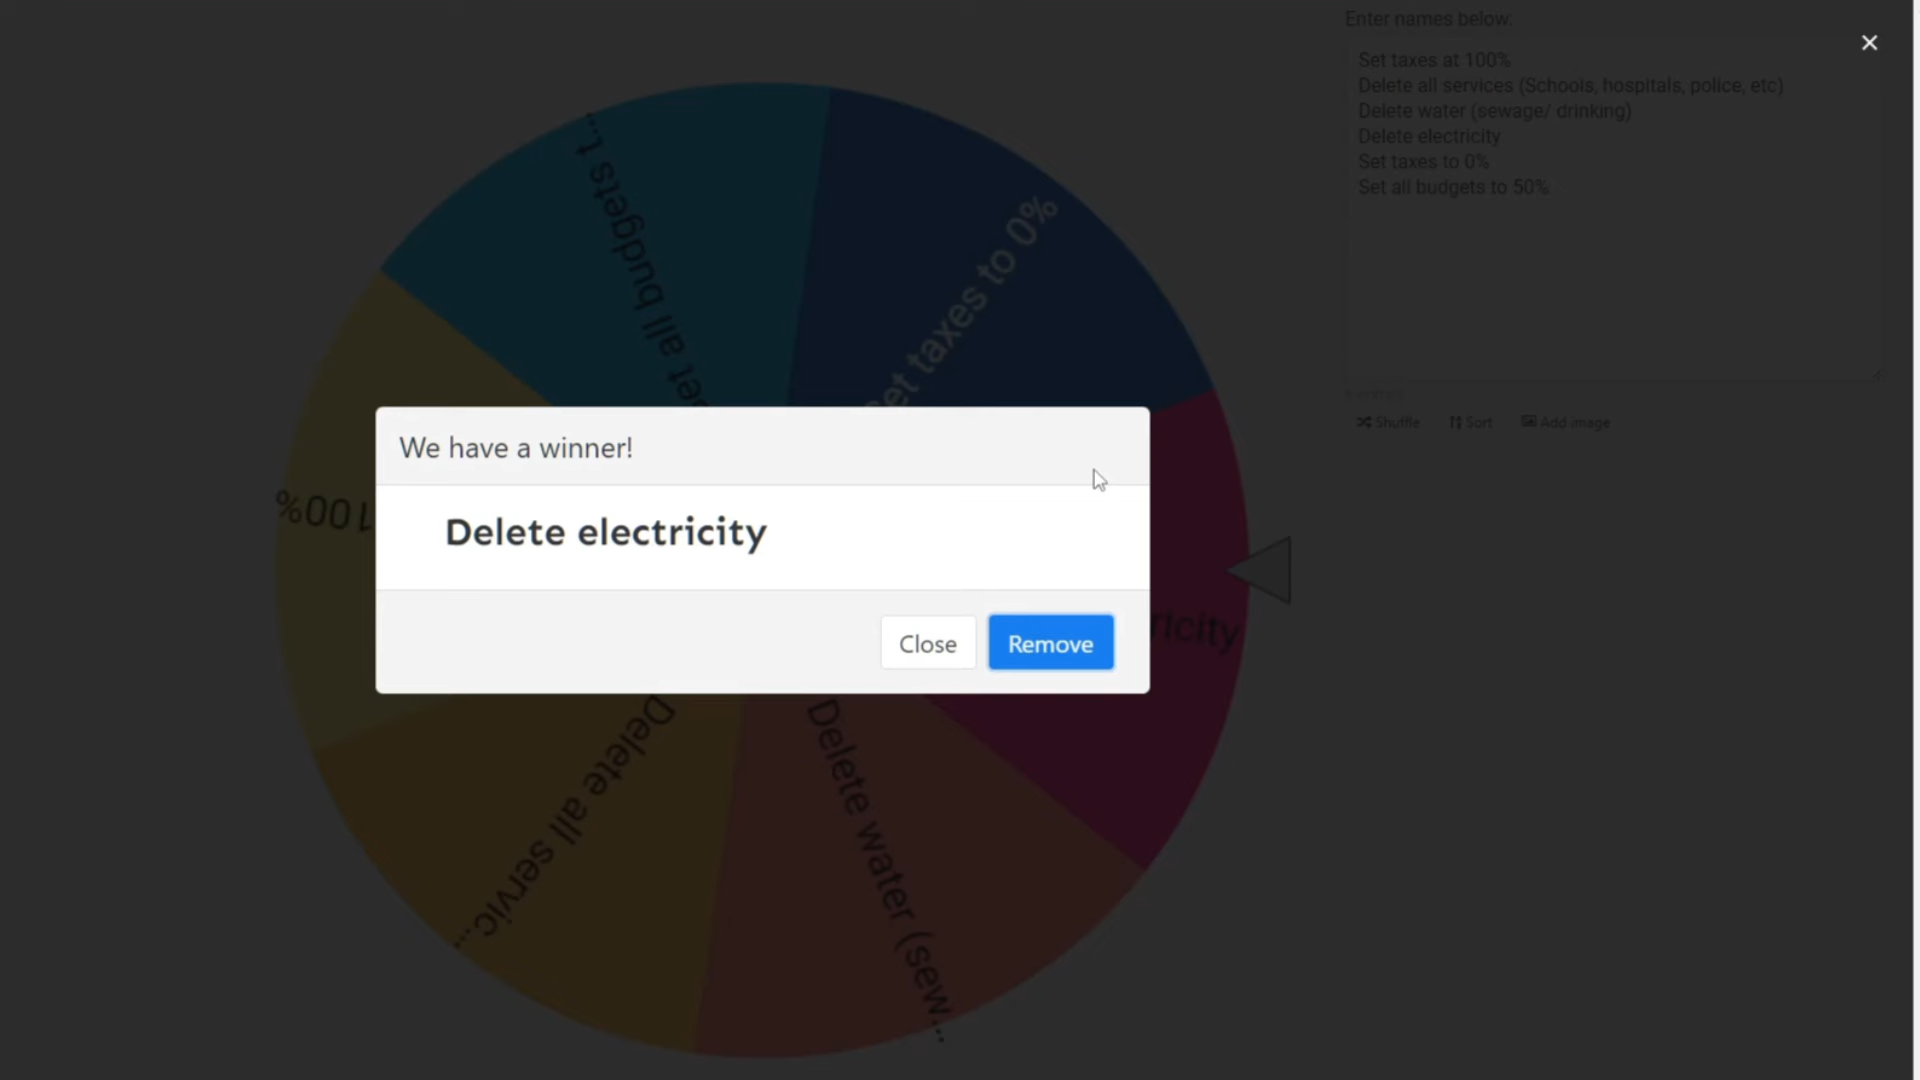 Enter names below:
Set taxes at 100%
Delete all services (Schools, hospitals, police, etc)
Delete water (sewage/ drinking)
Delete electricity
Set taxes to 0%
Set all budgets to 50%
Shuffle
Sort
Add image
et all budgets t...
Set taxes to 0%
100%
ricity
Delete all servic...
Delete water (sew...
We have a winner!
Delete electricity
Close
Remove